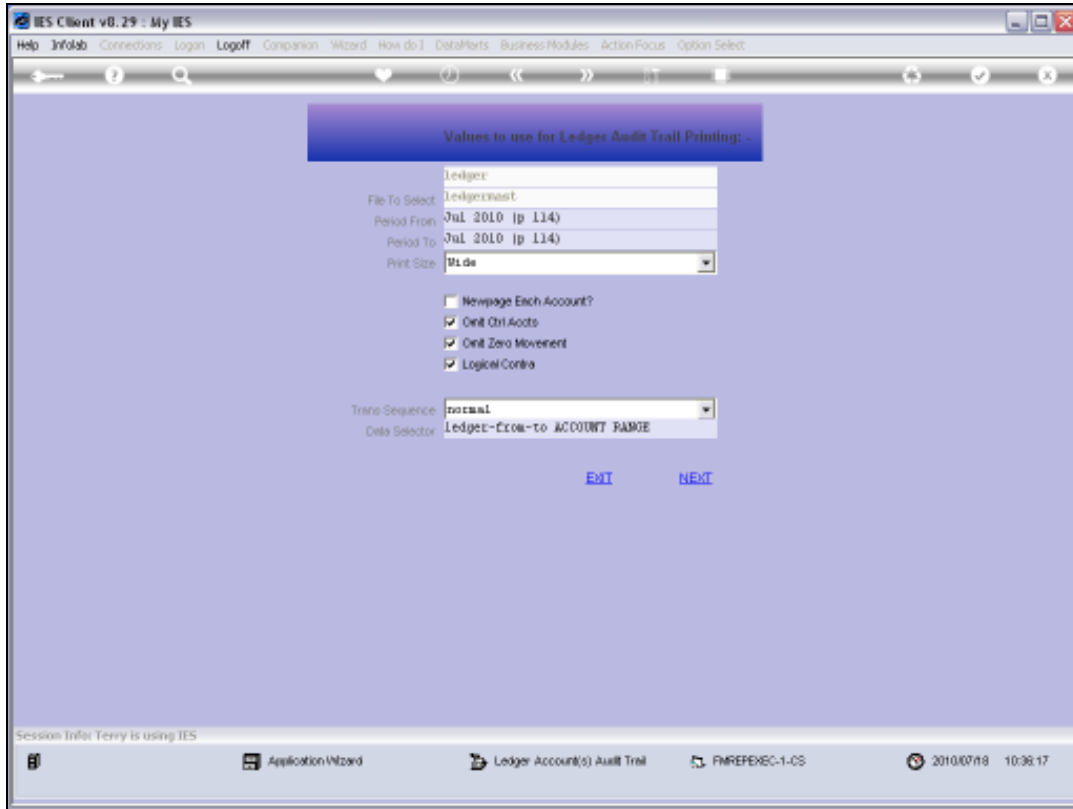 IES Client v8.29 : My IES
Help Infolab Connections Logon Logoff Companion Wizard How do I DataMarts Business Modules Action Focus Option Select
Values to use for Ledger Audit Trail Printing: -
ledger
File To Select ledgermast
Period From Jul 2010 (p 114)
Period To Jul 2010 (p 114)
Print Size Wide
Newpage Each Account?
Omit Ctrl Accts
Omit Zero Movement
Logical Contra
Trans Sequence normal
Data Selector ledger-from-to ACCOUNT RANGE
EXIT NEXT
Session Info: Terry is using IES
Application Wizard Ledger Account(s) Audit Trail FMREPEXEC-1-CS 2010/07/18 10:36:17